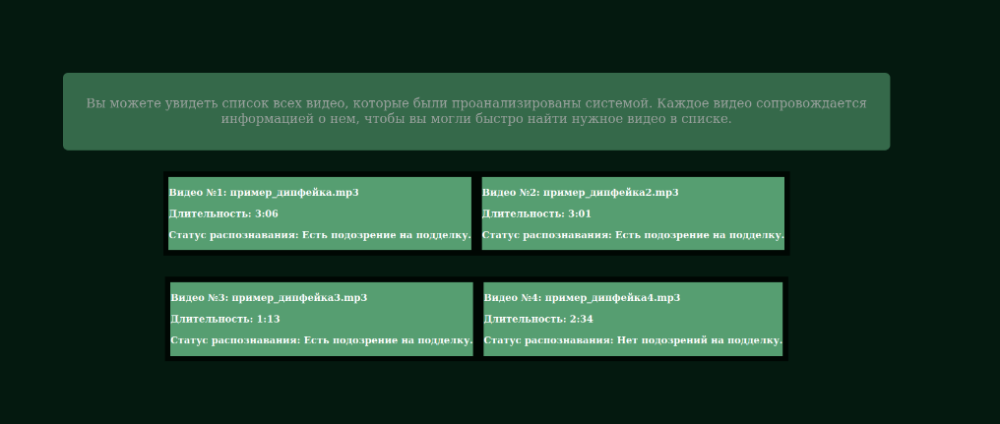 Вы можете увидеть список всех видео, которые были проанализированы системой. Каждое видео сопровождается
информацией о нем, чтобы вы могли быстро найти нужное видео в списке.
Видео №1: пример_дипфейка.mp3
Длительность: 3:06
Статус распознавания: Есть подозрение на подделку.
Видео №2: пример_дипфейка2.mp3
Длительность: 3:01
Статус распознавания: Есть подозрение на подделку.
Видео №3: пример_дипфейка3.mp3
Длительность: 1:13
Статус распознавания: Есть подозрение на подделку.
Видео №4: пример_дипфейка4.mp3
Длительность: 2:34
Статус распознавания: Нет подозрений на подделку.